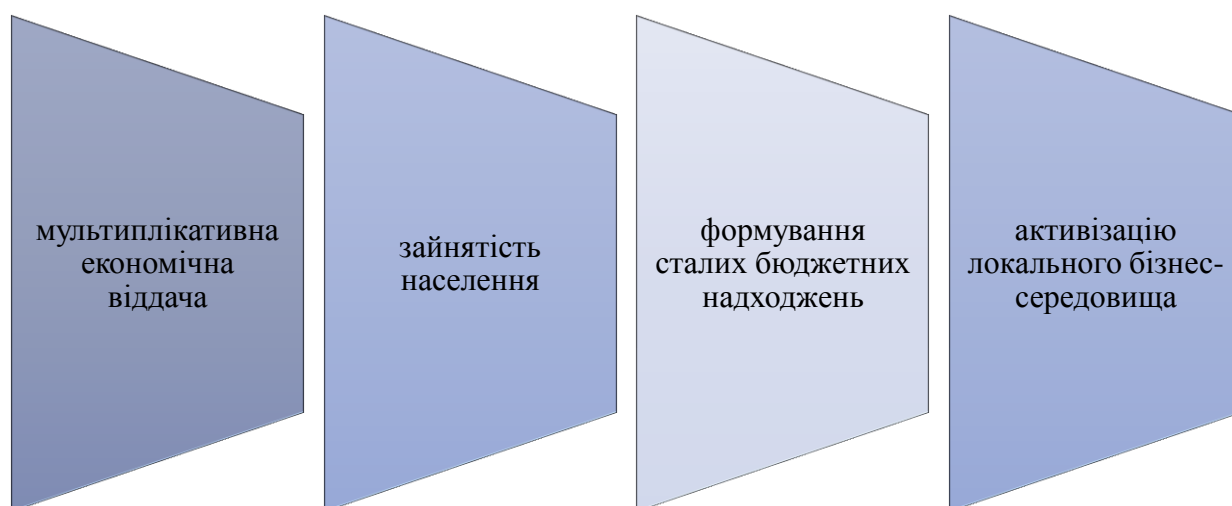 мультиплікативна
економічна
віддача
зайнятість
населення
формування
сталих бюджетних
надходжень
активізацію
локального бізнес-
середовища